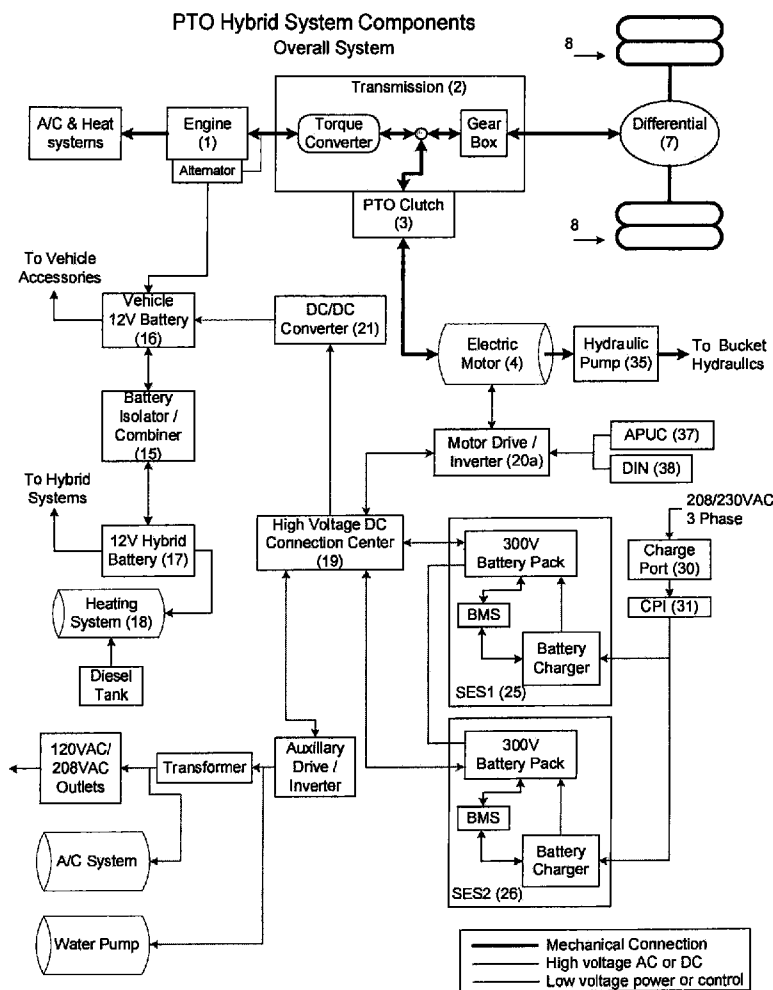 PTO Hybrid System Components
Overall System
8
Transmission (2)
A/C & Heat
systems
Engine
(1)
Alternator
Torque
Converter
Gear
Box
Differential
(7)
PTO Clutch
(3)
8
To Vehicle
Accessories
Vehicle
12V Battery
(16)
DC/DC
Converter (21)
Electric
Motor (4)
Hydraulic
Pump (35)
To Bucket
Hydraulics
Battery
Isolator /
Combiner
(15)
Motor Drive /
Inverter (20a)
APUC (37)
DIN (38)
To Hybrid
Systems
12V Hybrid
Battery (17)
High Voltage DC
Connection Center
(19)
300V
Battery Pack
BMS
Battery
Charger
SES1 (25)
208/230VAC
3 Phase
Charge
Port (30)
CPI (31)
Heating
System (18)
Diesel
Tank
120VAC/
208VAC
Outlets
Transformer
Auxillary
Drive /
Inverter
300V
Battery Pack
BMS
Battery
Charger
SES2 (26)
A/C System
Water Pump
Mechanical Connection
High voltage AC or DC
Low voltage power or control